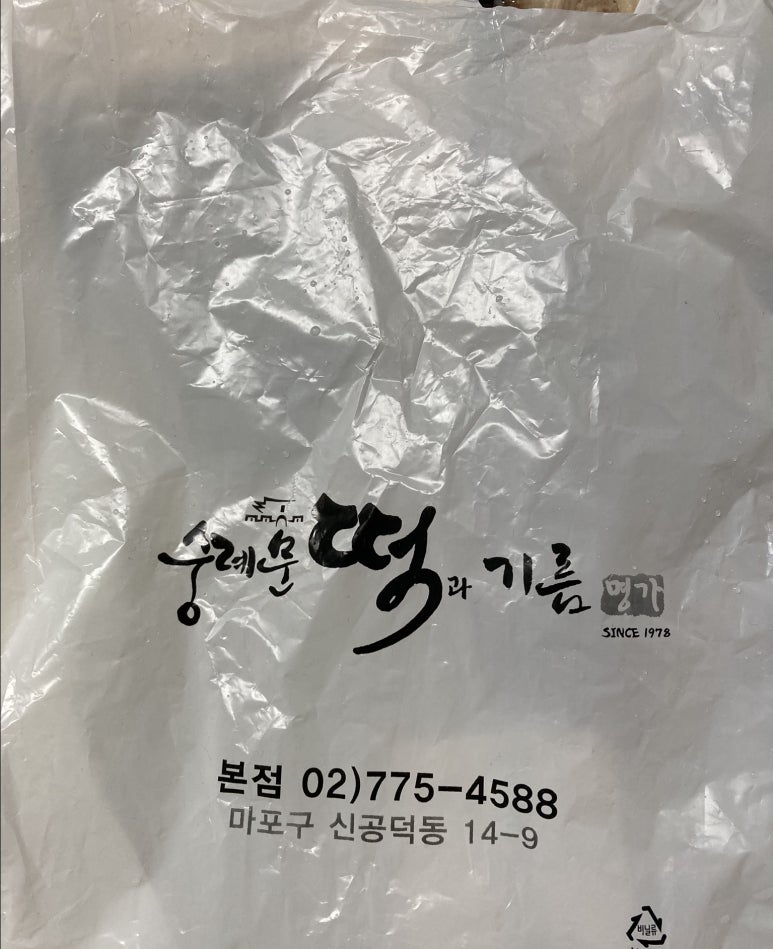 숭례문 떡과 기름 명가
SINCE 1978
본점 02)775-4588
마포구 신공덕동 14-9
비닐류